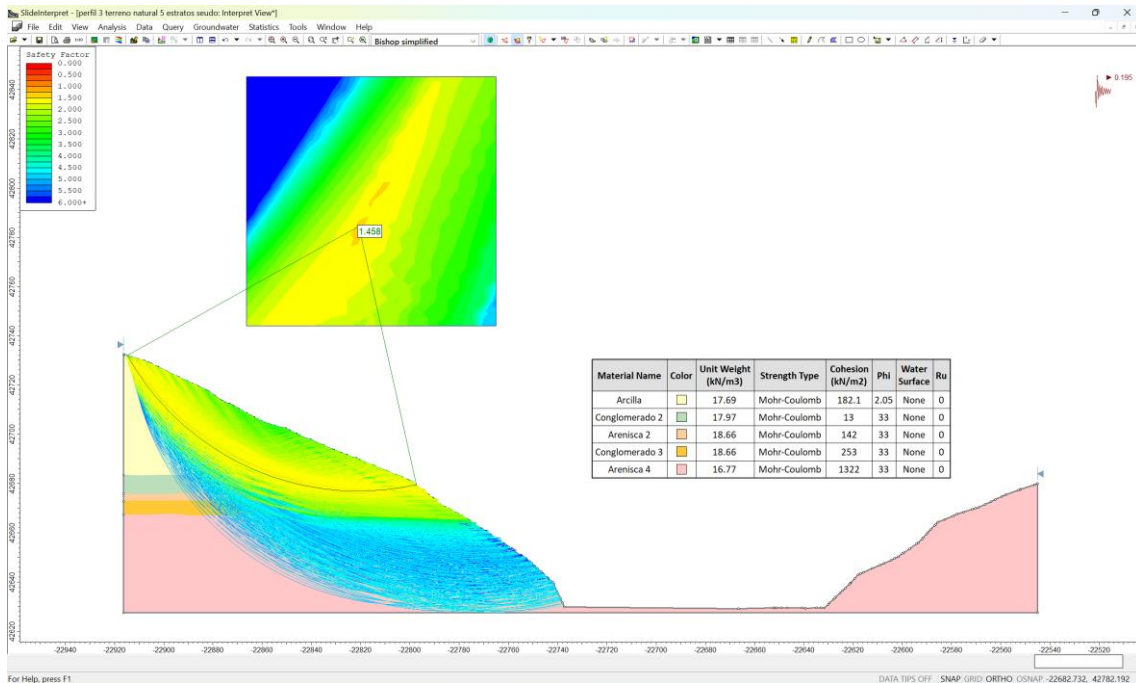 SlideInterpret - [perfil 3 terreno natural 5 estratos seudo: Interpret View*]
File Edit View Analysis Data Query Groundwater Statistics Tools Window Help
Bishop simplified
Safety Factor
0.000
0.500
1.000
1.500
2.000
2.500
3.000
3.500
4.000
4.500
5.000
5.500
6.000+
0.195
1.458
42840
42820
42800
42780
42760
42740
42720
42700
42680
42660
42640
42620
Material Name Color Unit Weight (kN/m3) Strength Type Cohesion (kN/m2) Phi Water Surface Ru
Arcilla 17.69 Mohr-Coulomb 182.1 2.05 None 0
Conglomerado 2 17.97 Mohr-Coulomb 13 33 None 0
Arenisca 2 18.66 Mohr-Coulomb 142 33 None 0
Conglomerado 3 18.66 Mohr-Coulomb 253 33 None 0
Arenisca 4 16.77 Mohr-Coulomb 1322 33 None 0
-22940 -22920 -22900 -22880 -22860 -22840 -22820 -22800 -22780 -22760 -22740 -22720 -22700 -22680 -22660 -22640 -22620 -22600 -22580 -22560 -22540 -22520
For Help, press F1
DATA TIPS OFF SNAP GRID ORTHO OSNAP -22682.732, 42782.192